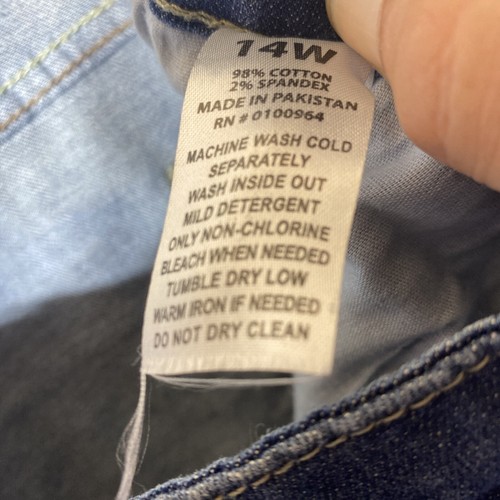 14W
98% COTTON
2% SPANDEX
MADE IN PAKISTAN
RN # 0100964
MACHINE WASH COLD
SEPARATELY
WASH INSIDE OUT
MILD DETERGENT
ONLY NON-CHLORINE
BLEACH WHEN NEEDED
TUMBLE DRY LOW
WARM IRON IF NEEDED
DO NOT DRY CLEAN